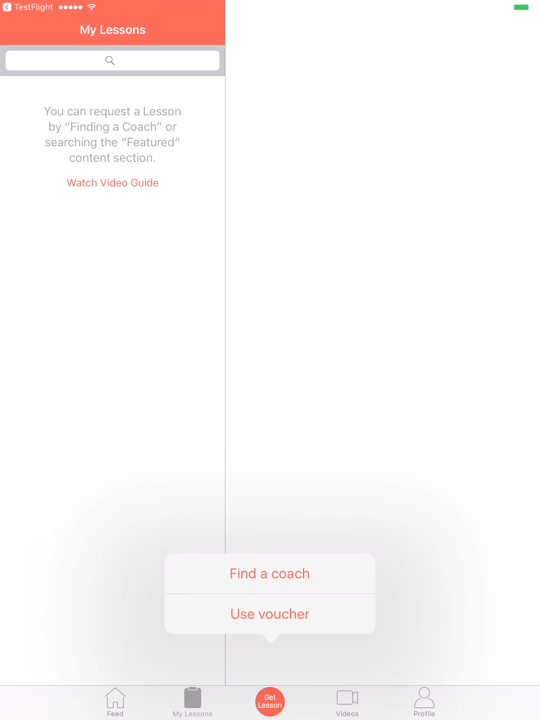 TestFlight
My Lessons
You can request a Lesson
by “Finding a Coach” or
searching the “Featured”
content section.
Watch Video Guide
Find a coach
Use voucher
Feed
My Lessons
Get
Lesson
Videos
Profile